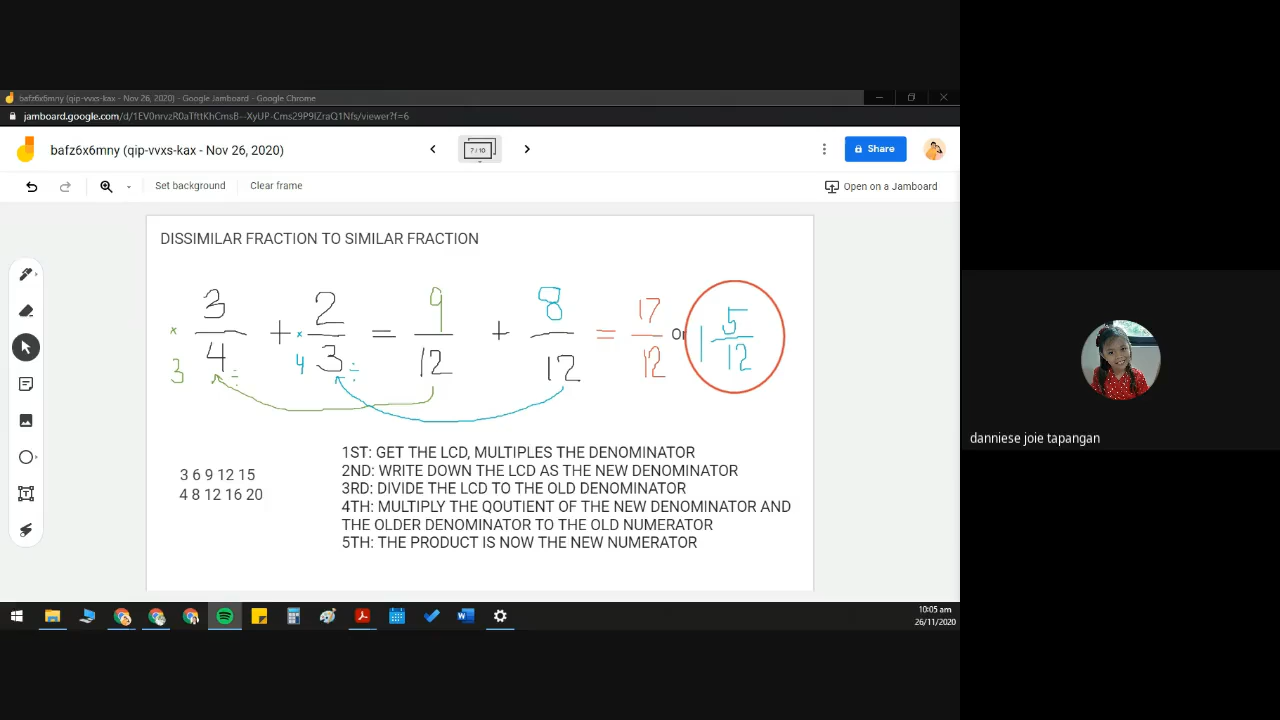 bafz6x6mny (qip-vvxs-kax - Nov 26, 2020) - Google Jamboard - Google Chrome
jamboard.google.com/d/1EV0nrvzR0aTfttKhCmsB--XyUP-Cms29P9IZraQ1Nfs/viewer?f=6
bafz6x6mny (qip-vvxs-kax - Nov 26, 2020)
7 / 10
Share
Set background
Clear frame
Open on a Jamboard
DISSIMILAR FRACTION TO SIMILAR FRACTION
3/4 + 2/3 = 9/12 + 8/12 = 17/12 or 1 5/12
× 3 ÷
× 4 ÷
3 6 9 12 15
4 8 12 16 20
1ST: GET THE LCD, MULTIPLES THE DENOMINATOR
2ND: WRITE DOWN THE LCD AS THE NEW DENOMINATOR
3RD: DIVIDE THE LCD TO THE OLD DENOMINATOR
4TH: MULTIPLY THE QOUTIENT OF THE NEW DENOMINATOR AND
THE OLDER DENOMINATOR TO THE OLD NUMERATOR
5TH: THE PRODUCT IS NOW THE NEW NUMERATOR
danniese joie tapangan
10:05 am
26/11/2020